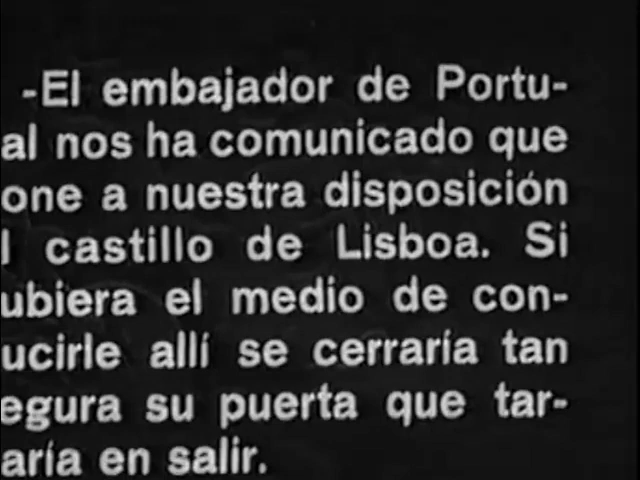 -El embajador de Portu-
al nos ha comunicado que
one a nuestra disposición
l castillo de Lisboa. Si
ubiera el medio de con-
ucirle allí se cerraría tan
egura su puerta que tar-
aría en salir.